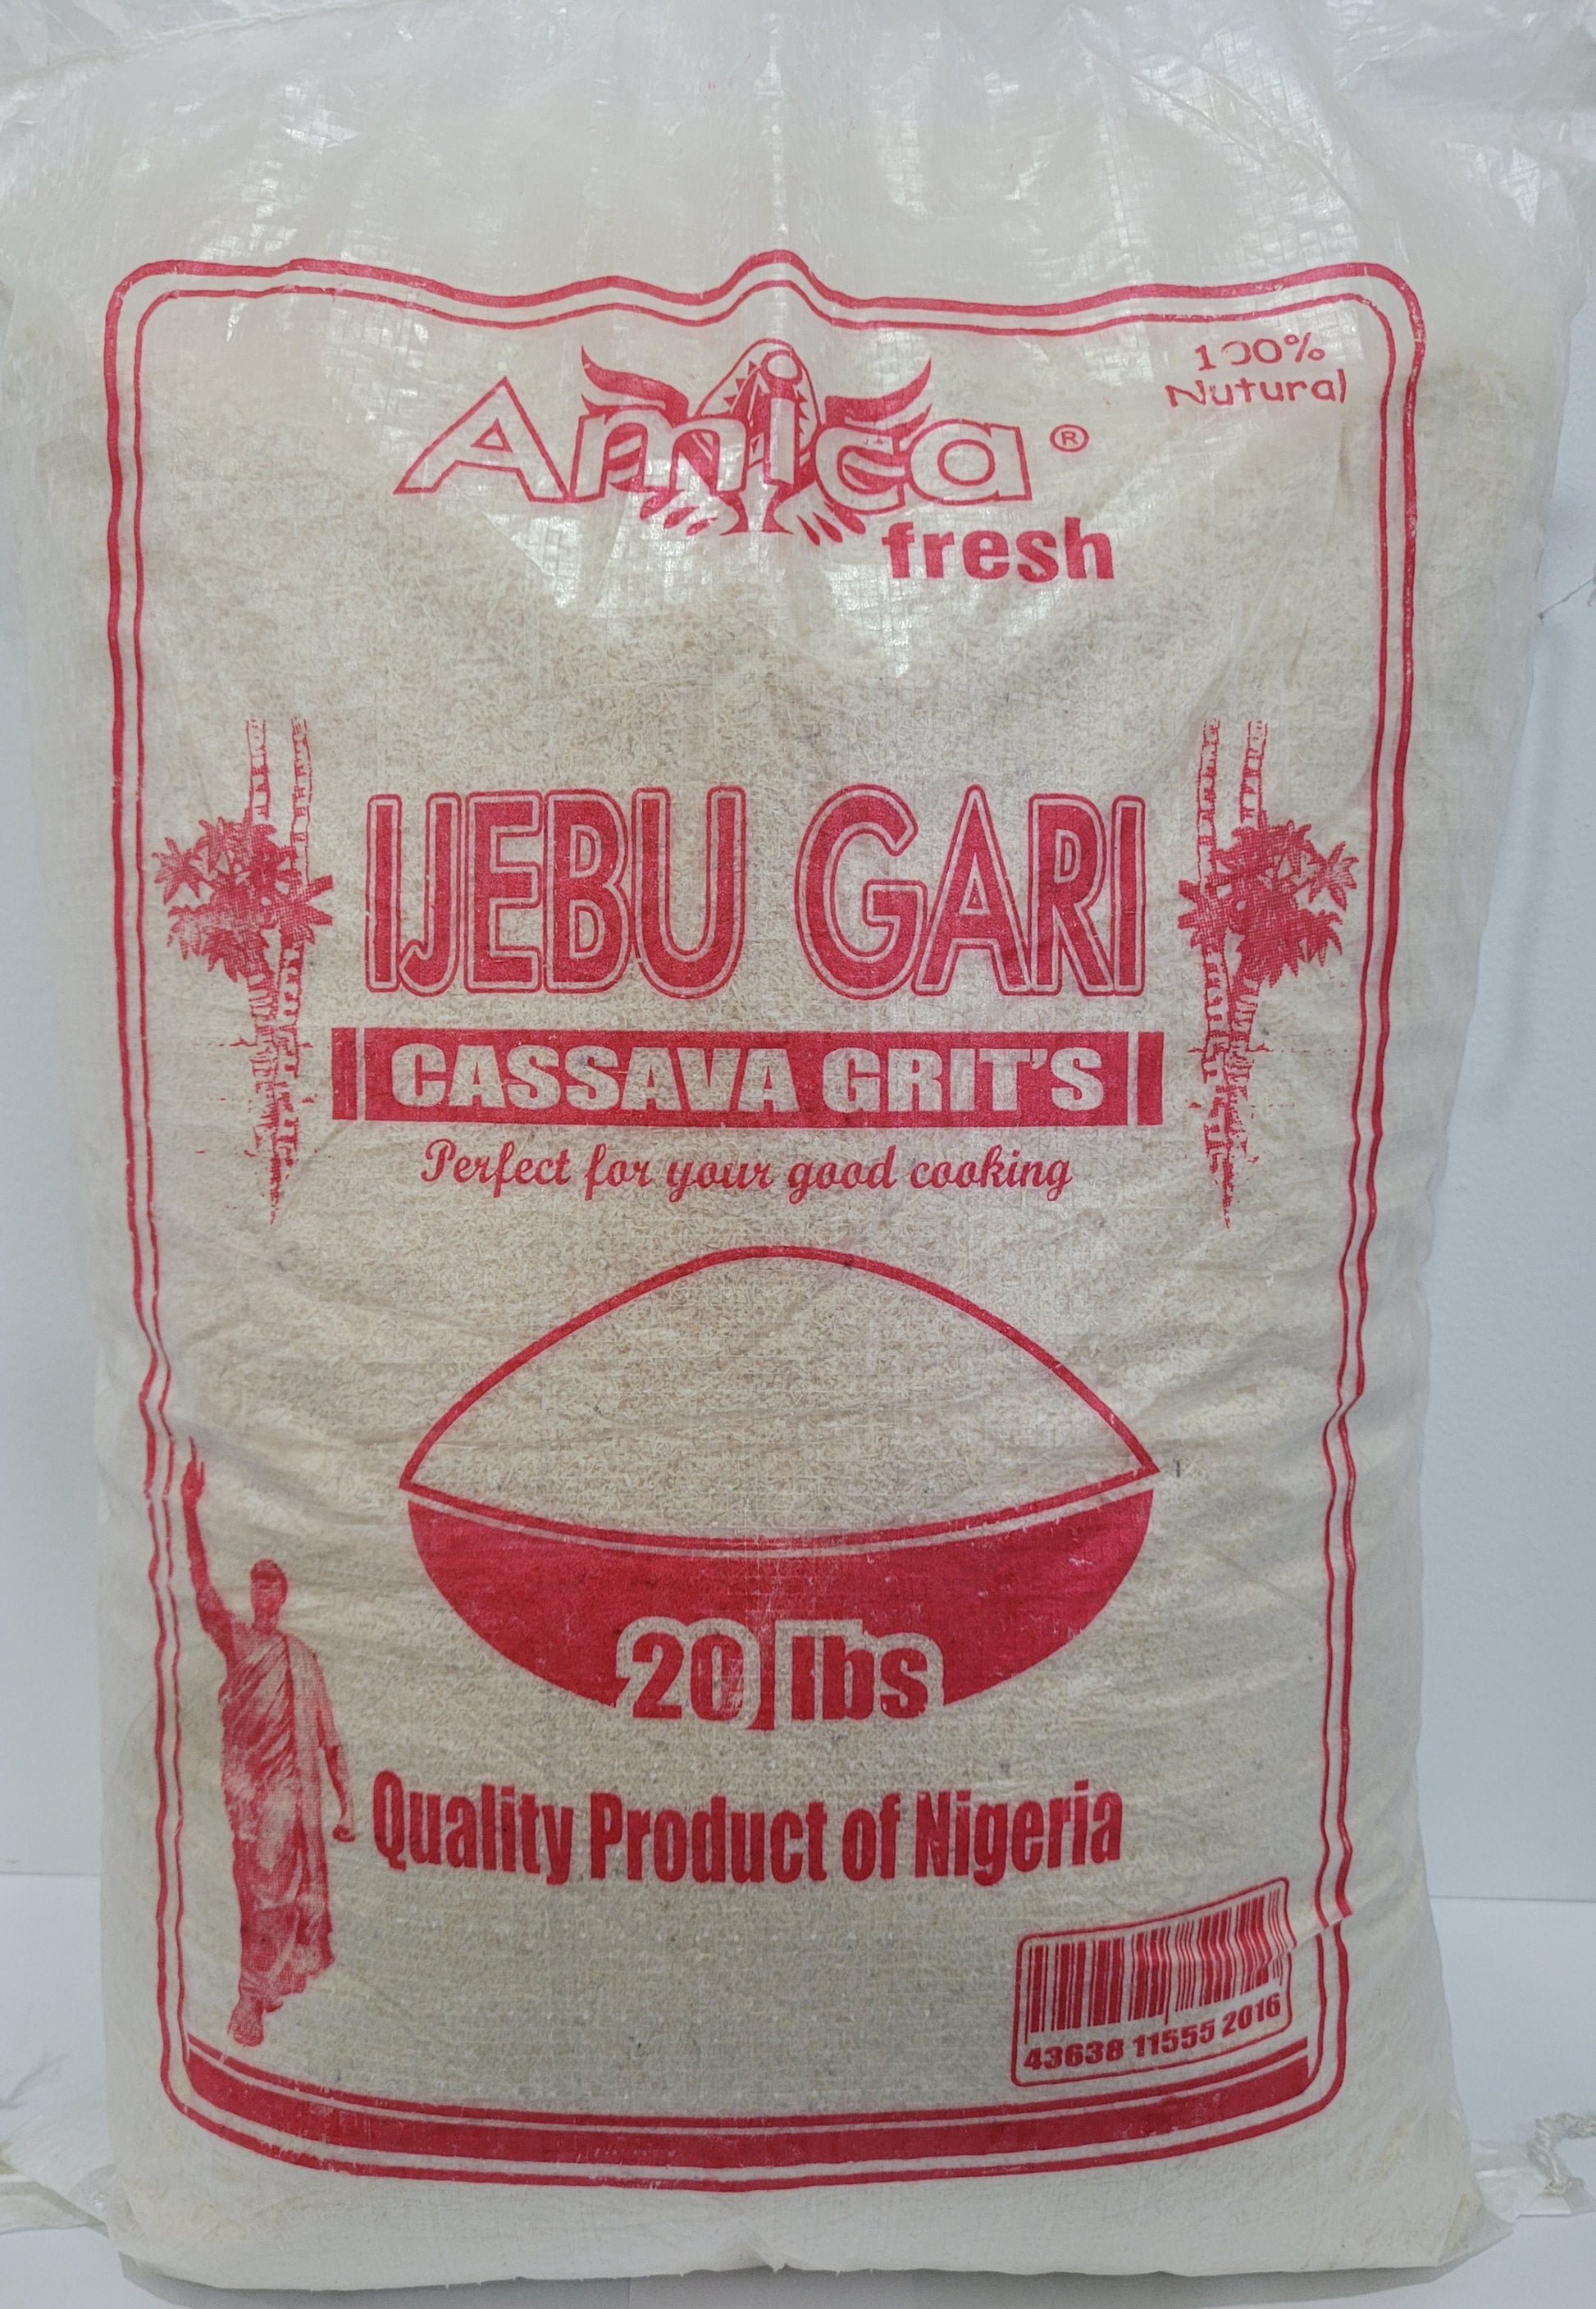 100%
Nutural
Amica ®
fresh
IJEBU GARI
CASSAVA GRIT'S
Perfect for your good cooking
20 lbs
Quality Product of Nigeria
43638 11555 2016